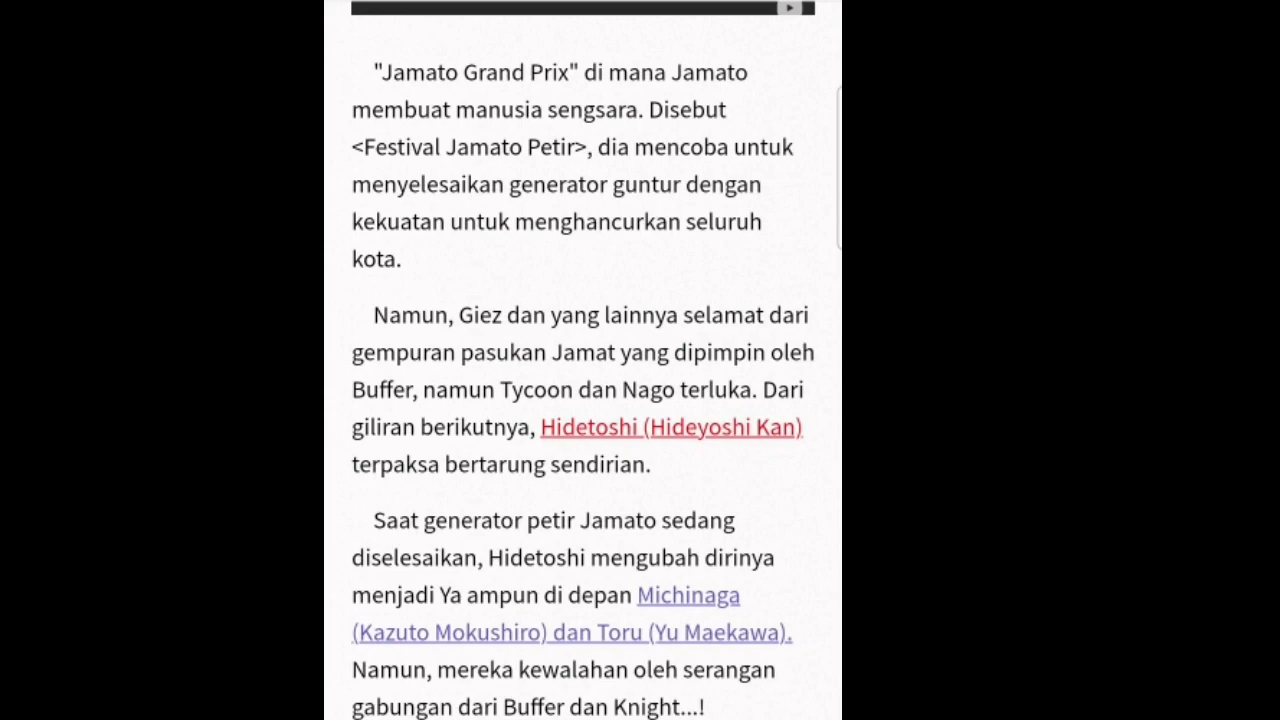 "Jamato Grand Prix" di mana Jamato
membuat manusia sengsara. Disebut
<Festival Jamato Petir>, dia mencoba untuk
menyelesaikan generator guntur dengan
kekuatan untuk menghancurkan seluruh
kota.
Namun, Giez dan yang lainnya selamat dari
gempuran pasukan Jamat yang dipimpin oleh
Buffer, namun Tycoon dan Nago terluka. Dari
giliran berikutnya, Hidetoshi (Hideyoshi Kan)
terpaksa bertarung sendirian.
Saat generator petir Jamato sedang
diselesaikan, Hidetoshi mengubah dirinya
menjadi Ya ampun di depan Michinaga
(Kazuto Mokushiro) dan Toru (Yu Maekawa).
Namun, mereka kewalahan oleh serangan
gabungan dari Buffer dan Knight...!